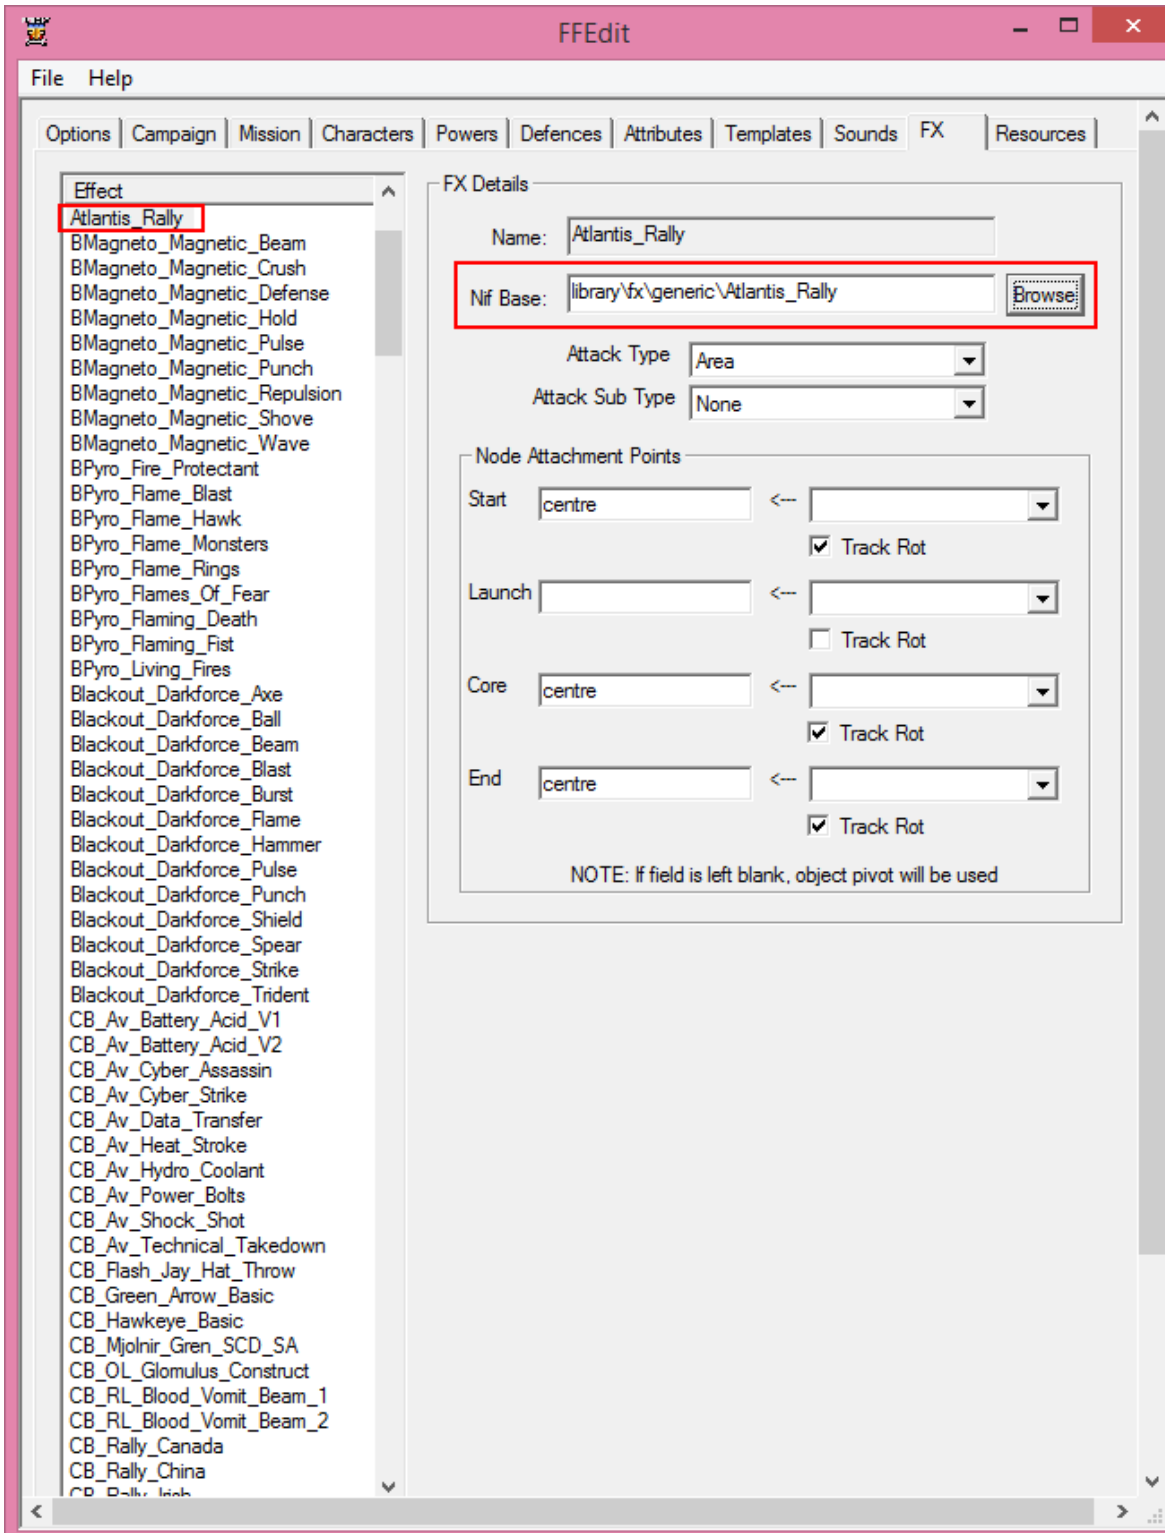 FFEdit
File Help
Options Campaign Mission Characters Powers Defences Attributes Templates Sounds FX Resources
Effect
Atlantis_Rally
BMagneto_Magnetic_Beam
BMagneto_Magnetic_Crush
BMagneto_Magnetic_Defense
BMagneto_Magnetic_Hold
BMagneto_Magnetic_Pulse
BMagneto_Magnetic_Punch
BMagneto_Magnetic_Repulsion
BMagneto_Magnetic_Shove
BMagneto_Magnetic_Wave
BPyro_Fire_Protectant
BPyro_Flame_Blast
BPyro_Flame_Hawk
BPyro_Flame_Monsters
BPyro_Flame_Rings
BPyro_Flames_Of_Fear
BPyro_Flaming_Death
BPyro_Flaming_Fist
BPyro_Living_Fires
Blackout_Darkforce_Axe
Blackout_Darkforce_Ball
Blackout_Darkforce_Beam
Blackout_Darkforce_Blast
Blackout_Darkforce_Burst
Blackout_Darkforce_Flame
Blackout_Darkforce_Hammer
Blackout_Darkforce_Pulse
Blackout_Darkforce_Punch
Blackout_Darkforce_Shield
Blackout_Darkforce_Spear
Blackout_Darkforce_Strike
Blackout_Darkforce_Trident
CB_Av_Battery_Acid_V1
CB_Av_Battery_Acid_V2
CB_Av_Cyber_Assassin
CB_Av_Cyber_Strike
CB_Av_Data_Transfer
CB_Av_Heat_Stroke
CB_Av_Hydro_Coolant
CB_Av_Power_Bolts
CB_Av_Shock_Shot
CB_Av_Technical_Takedown
CB_Flash_Jay_Hat_Throw
CB_Green_Arrow_Basic
CB_Hawkeye_Basic
CB_Mjolnir_Gren_SCD_SA
CB_OL_Glomulus_Construct
CB_RL_Blood_Vomit_Beam_1
CB_RL_Blood_Vomit_Beam_2
CB_Rally_Canada
CB_Rally_China
CB_Rally_Irish
FX Details
Name: Atlantis_Rally
Nif Base: library\fx\generic\Atlantis_Rally Browse
Attack Type Area
Attack Sub Type None
Node Attachment Points
Start centre <---
Track Rot
Launch <---
Track Rot
Core centre <---
Track Rot
End centre <---
Track Rot
NOTE: If field is left blank, object pivot will be used